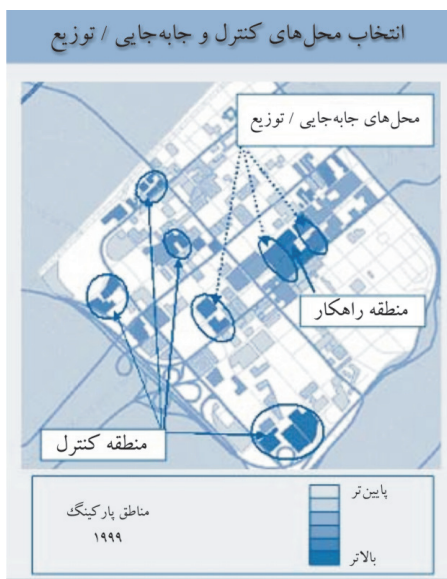 انتخاب محل‌های کنترل و جابه‌جایی / توزیع
محل‌های جابه‌جایی / توزیع
منطقه راهکار
منطقه کنترل
پایین‌تر
مناطق پارکینگ
۱۹۹۹
بالاتر